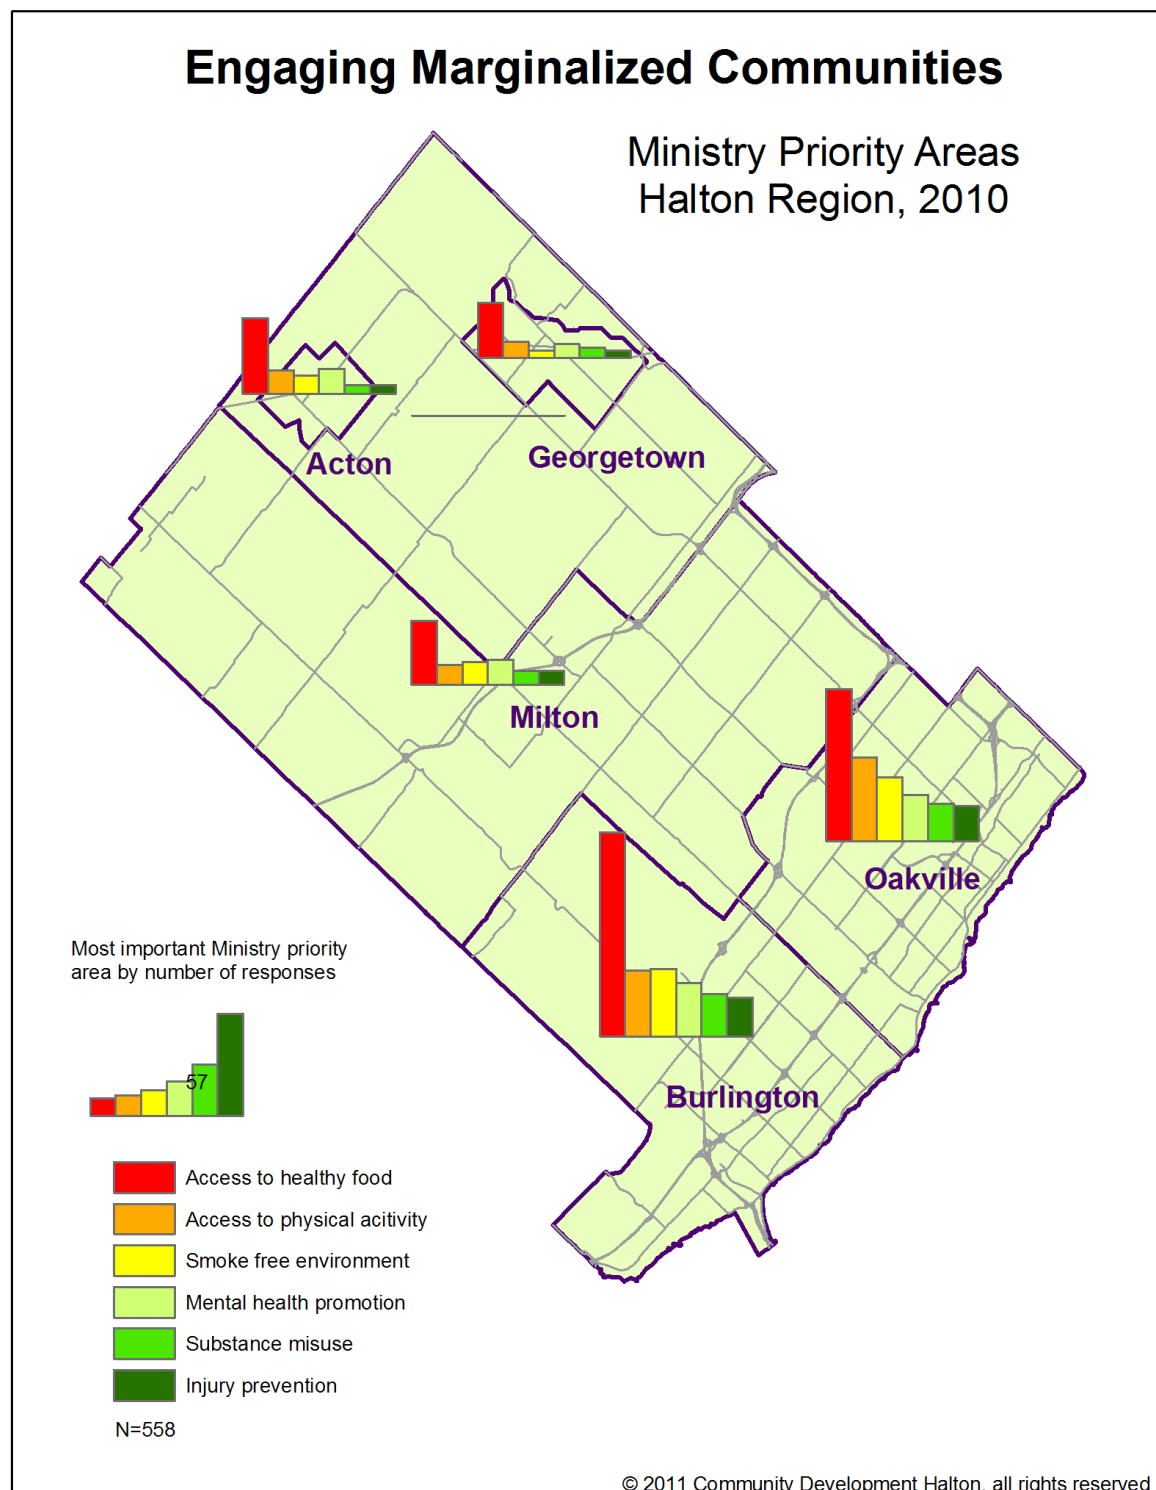 Engaging Marginalized Communities
Ministry Priority Areas
Halton Region, 2010
Acton
Georgetown
Milton
Oakville
Burlington
Most important Ministry priority
area by number of responses
57
Access to healthy food
Access to physical acitivity
Smoke free environment
Mental health promotion
Substance misuse
Injury prevention
N=558
© 2011 Community Development Halton, all rights reserved